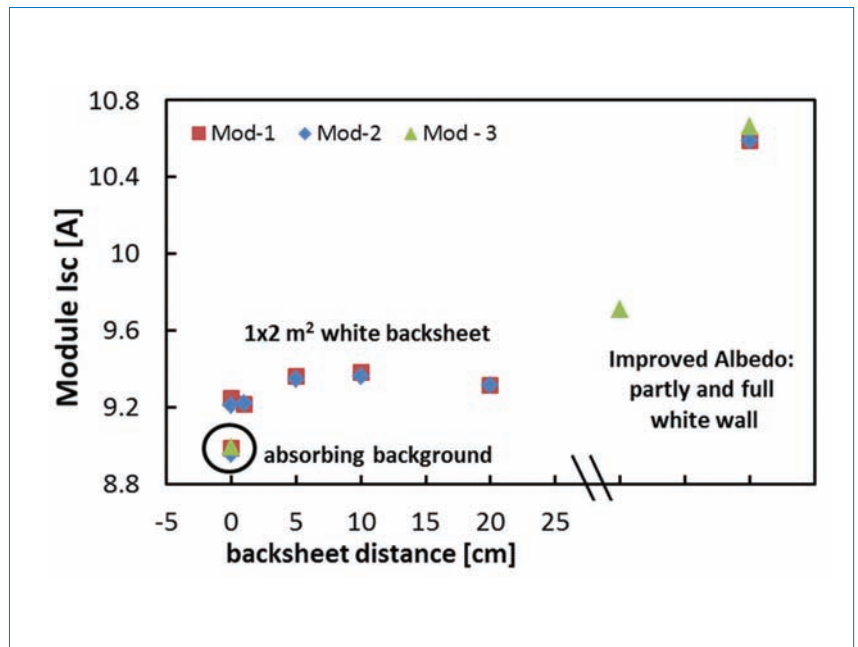 10.8
Mod-1 Mod-2 Mod - 3
10.4
10
9.6
9.2
8.8
Module Isc [A]
1x2 m² white backsheet
absorbing background
Improved Albedo:
partly and full
white wall
-5 0 5 10 15 20 25
backsheet distance [cm]